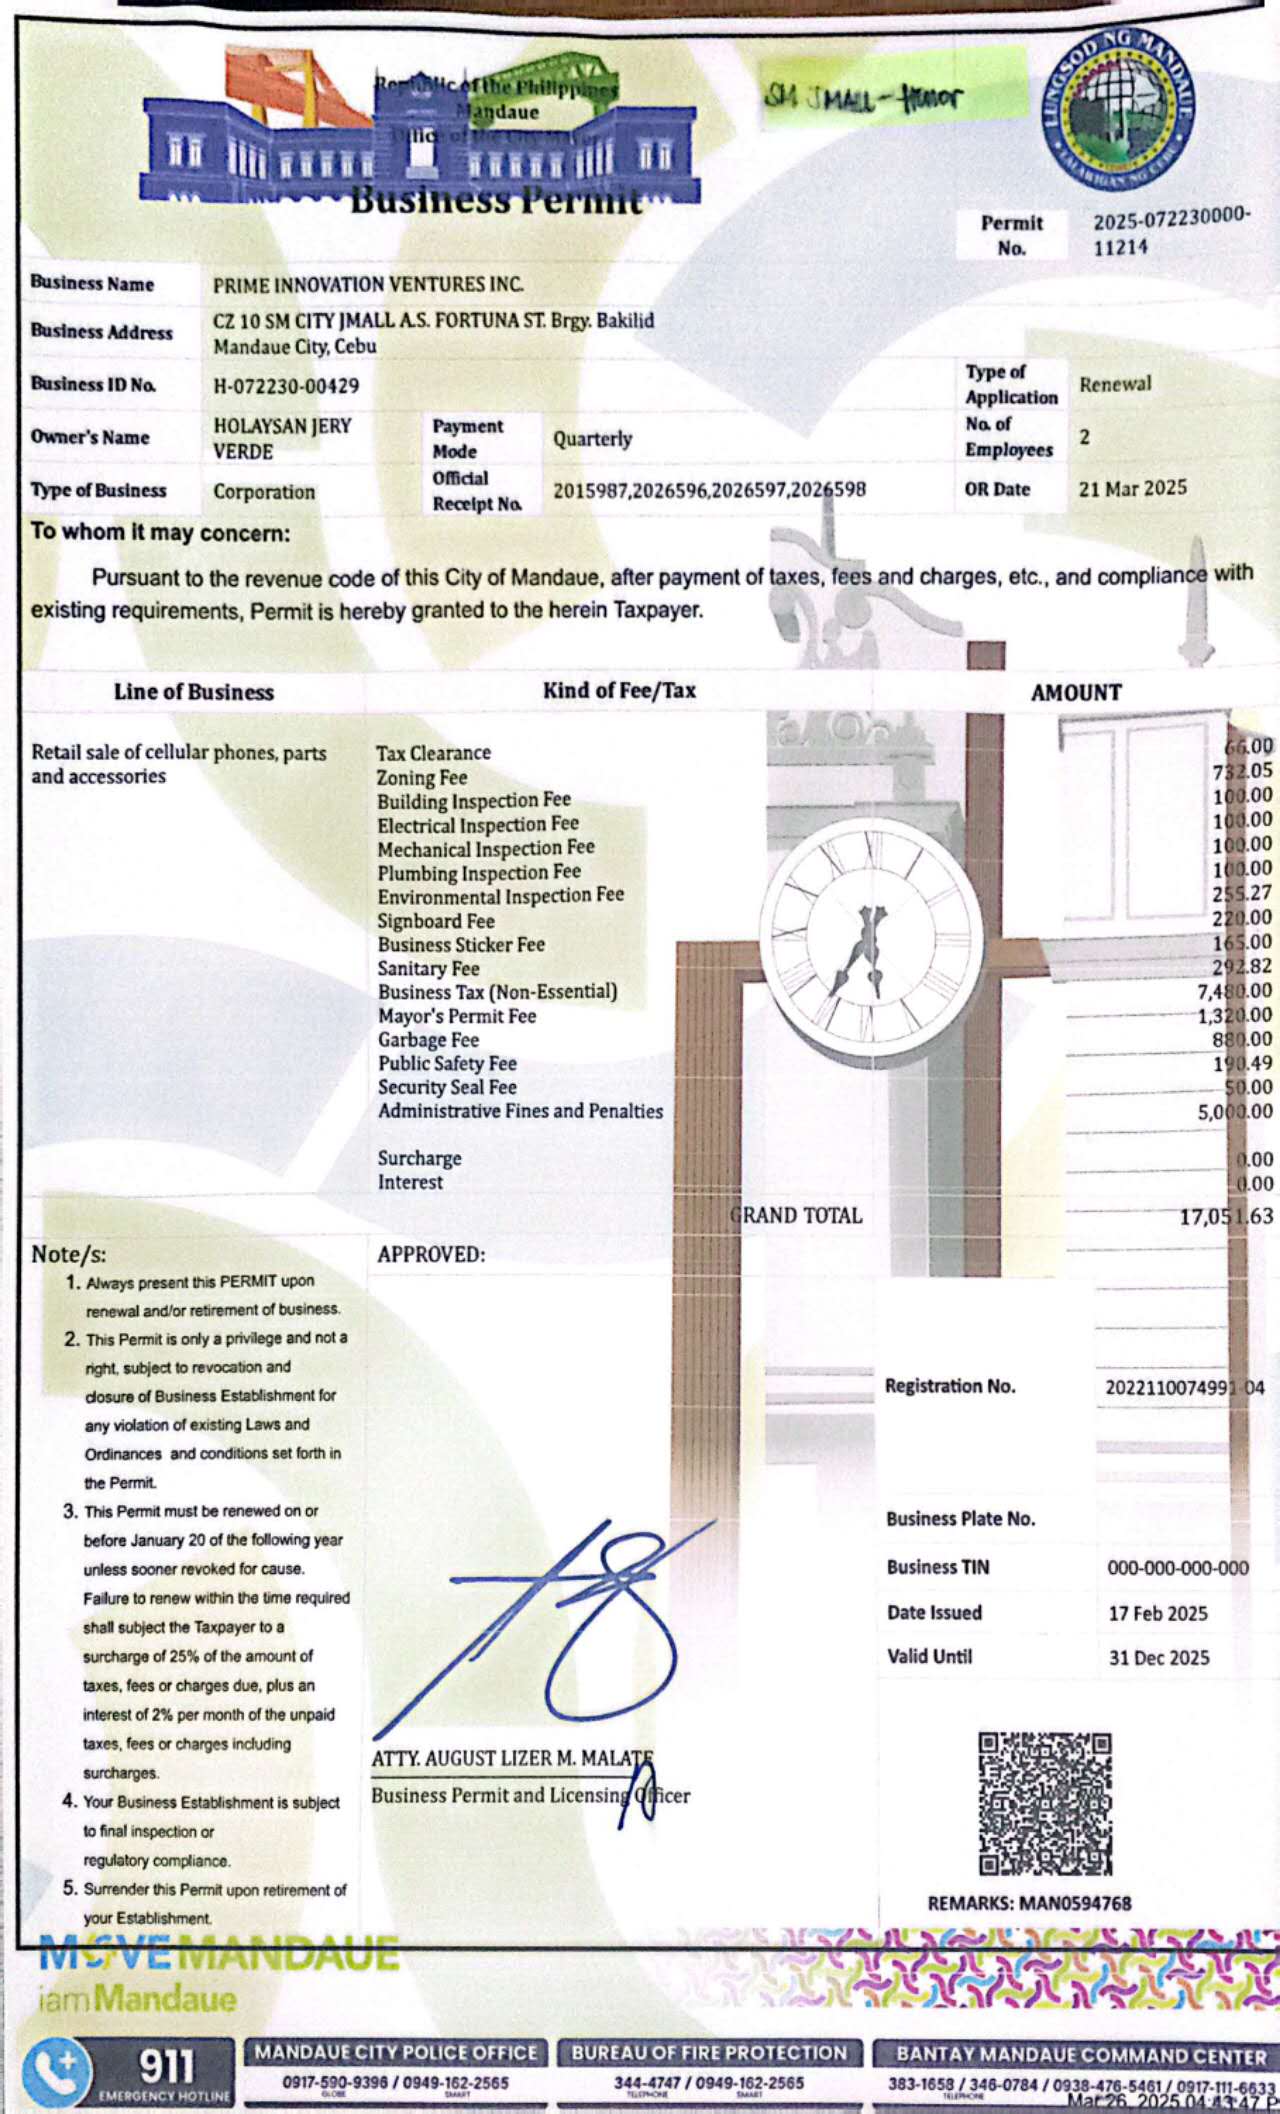 Republic of the Philippines
Mandaue
Office of the City Mayor
Business Permit
SM JMALL - Honor
LUNGSOD NG MANDAUE
LALAWIGAN NG CEBU
Permit No. 2025-072230000-11214
Business Name PRIME INNOVATION VENTURES INC.
Business Address CZ 10 SM CITY JMALL A.S. FORTUNA ST. Brgy. Bakilid
Mandaue City, Cebu
Business ID No. H-072230-00429
Type of Application Renewal
Owner's Name HOLAYSAN JERY VERDE
Payment Mode Quarterly
No. of Employees 2
Type of Business Corporation
Official Receipt No. 2015987,2026596,2026597,2026598
OR Date 21 Mar 2025
To whom it may concern:
Pursuant to the revenue code of this City of Mandaue, after payment of taxes, fees and charges, etc., and compliance with
existing requirements, Permit is hereby granted to the herein Taxpayer.
Line of Business Kind of Fee/Tax AMOUNT
Retail sale of cellular phones, parts
and accessories
Tax Clearance 66.00
Zoning Fee 732.05
Building Inspection Fee 100.00
Electrical Inspection Fee 100.00
Mechanical Inspection Fee 100.00
Plumbing Inspection Fee 100.00
Environmental Inspection Fee 255.27
Signboard Fee 220.00
Business Sticker Fee 165.00
Sanitary Fee 292.82
Business Tax (Non-Essential) 7,480.00
Mayor's Permit Fee 1,320.00
Garbage Fee 880.00
Public Safety Fee 190.49
Security Seal Fee 50.00
Administrative Fines and Penalties 5,000.00
Surcharge 0.00
Interest 0.00
GRAND TOTAL 17,051.63
Note/s:
1. Always present this PERMIT upon
renewal and/or retirement of business.
2. This Permit is only a privilege and not a
right, subject to revocation and
closure of Business Establishment for
any violation of existing Laws and
Ordinances and conditions set forth in
the Permit.
3. This Permit must be renewed on or
before January 20 of the following year
unless sooner revoked for cause.
Failure to renew within the time required
shall subject the Taxpayer to a
surcharge of 25% of the amount of
taxes, fees or charges due, plus an
interest of 2% per month of the unpaid
taxes, fees or charges including
surcharges.
4. Your Business Establishment is subject
to final inspection or
regulatory compliance.
5. Surrender this Permit upon retirement of
your Establishment.
APPROVED:
ATTY. AUGUST LIZER M. MALATE
Business Permit and Licensing Officer
Registration No. 2022110074991-04
Business Plate No.
Business TIN 000-000-000-000
Date Issued 17 Feb 2025
Valid Until 31 Dec 2025
REMARKS: MAN0594768
MOVE MANDAUE
iamMandaue
911
EMERGENCY HOTLINE
MANDAUE CITY POLICE OFFICE
0917-590-9396 / 0949-162-2565
GLOBE SMART
BUREAU OF FIRE PROTECTION
344-4747 / 0949-162-2565
TELEPHONE SMART
BANTAY MANDAUE COMMAND CENTER
383-1658 / 346-0784 / 0938-476-5461 / 0917-111-6633
TELEPHONE
Mar 26, 2025 04:43:47 P